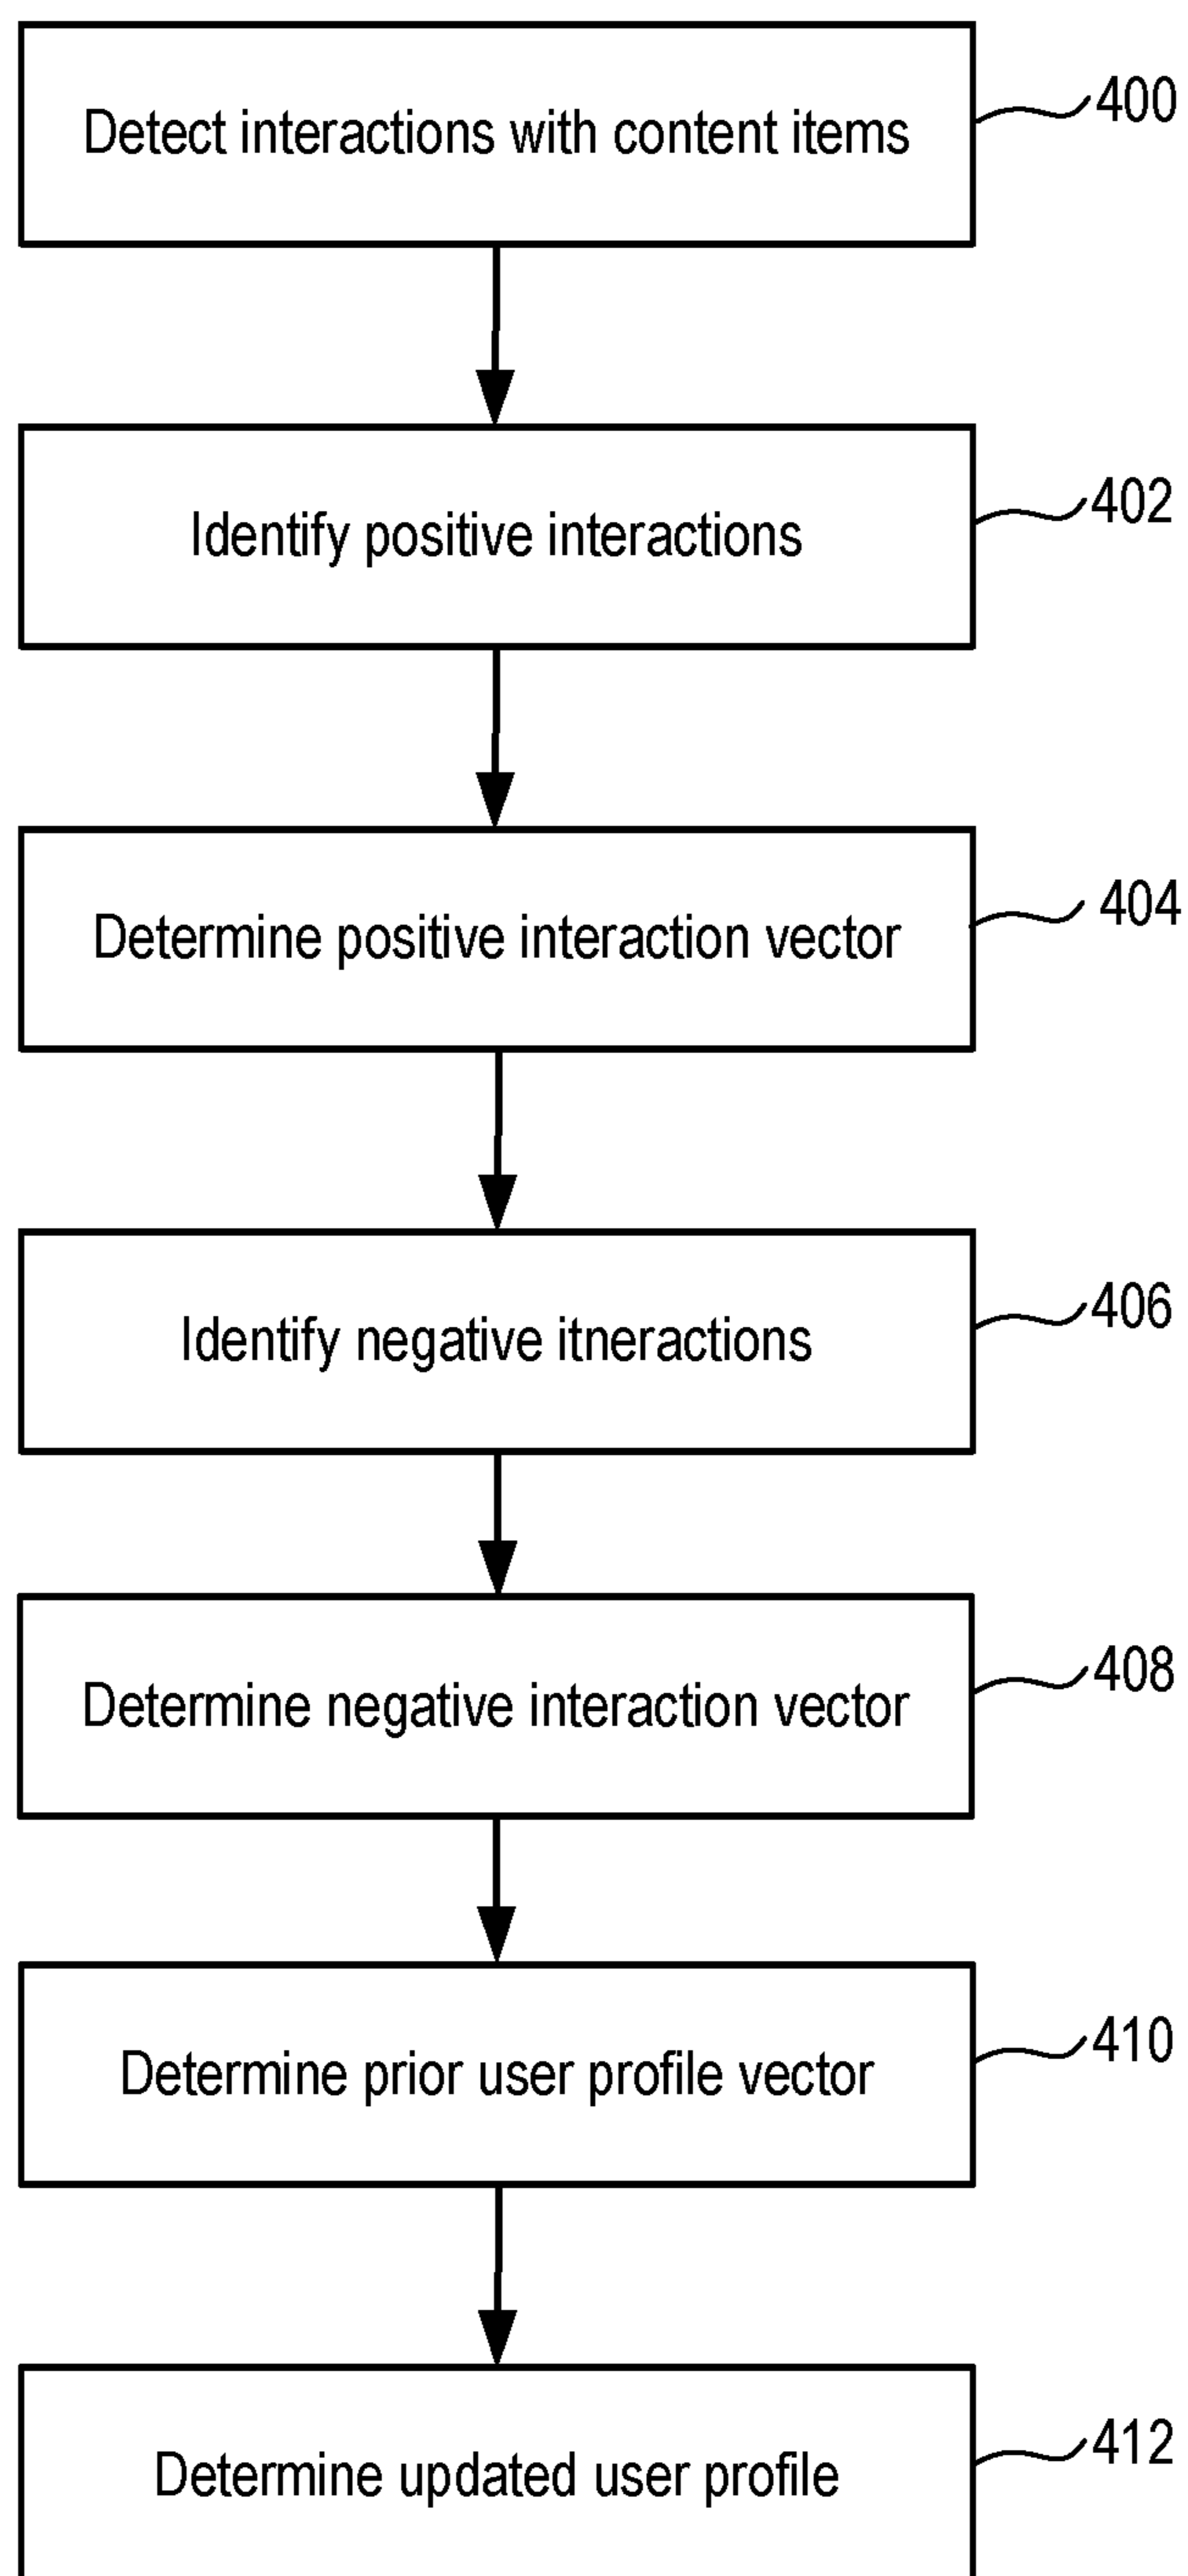 Detect interactions with content items
400
Identify positive interactions
402
Determine positive interaction vector
404
Identify negative itneractions
406
Determine negative interaction vector
408
Determine prior user profile vector
410
Determine updated user profile
412